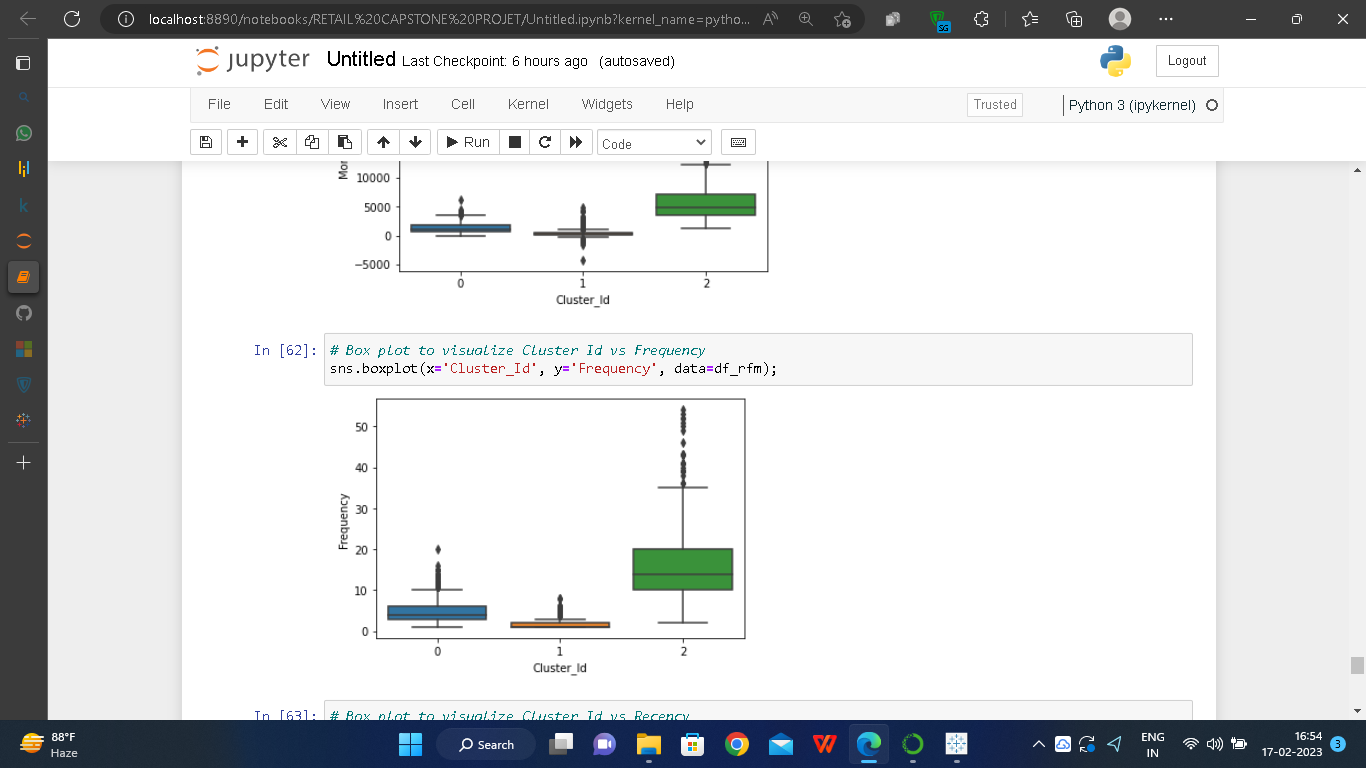 localhost:8890/notebooks/RETAIL%20CAPSTONE%20PROJET/Untitled.ipynb?kernel_name=pytho...
SG
jupyter Untitled Last Checkpoint: 6 hours ago (autosaved)
Logout
File Edit View Insert Cell Kernel Widgets Help
Trusted
Python 3 (ipykernel)
Run
Code
Mor
10000
5000
0
−5000
0 1 2
Cluster_Id
In [62]:
# Box plot to visualize Cluster Id vs Frequency
sns.boxplot(x='Cluster_Id', y='Frequency', data=df_rfm);
Frequency
50
40
30
20
10
0
0 1 2
Cluster_Id
In [63]:
# Box plot to visualize Cluster Id vs Recency
88°F
Haze
Search
ENG
IN
16:54
17-02-2023
3